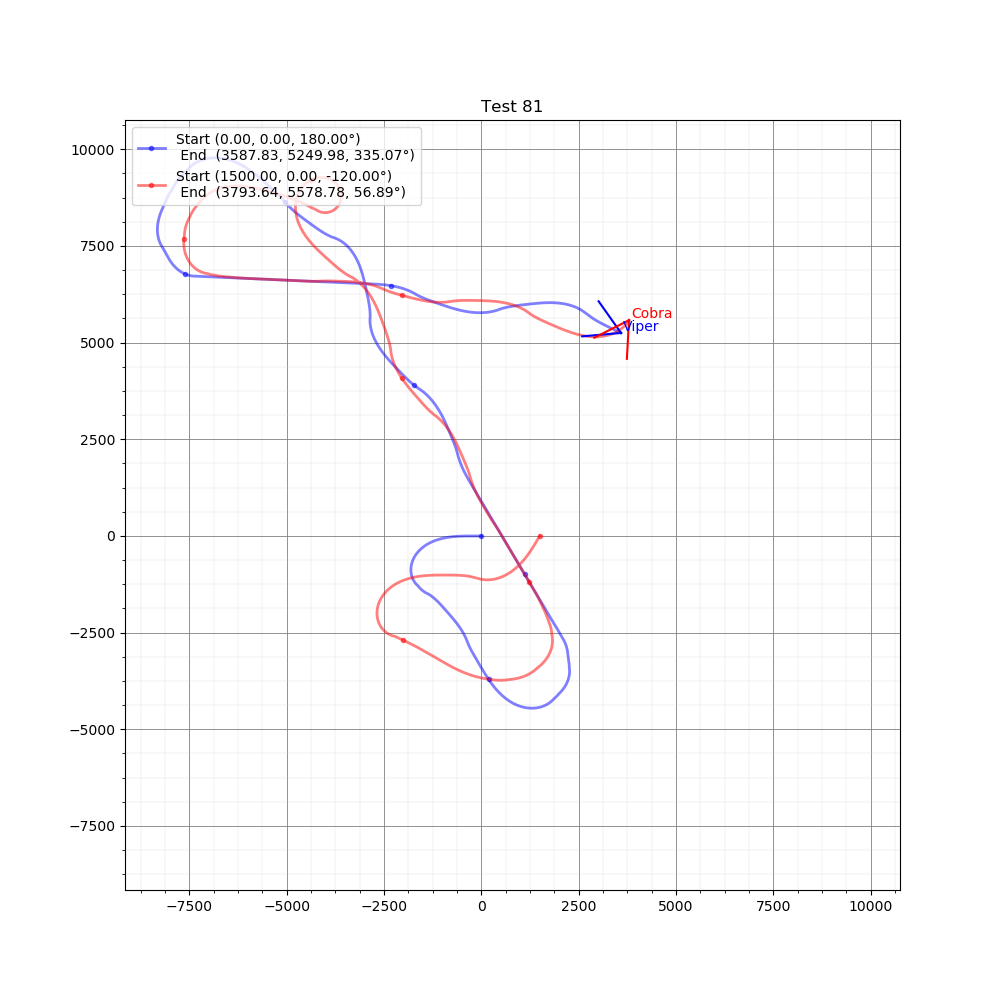 Test 81
Start (0.00, 0.00, 180.00°)
End (3587.83, 5249.98, 335.07°)
Start (1500.00, 0.00, -120.00°)
End (3793.64, 5578.78, 56.89°)
10000
7500
5000
2500
0
−2500
−5000
−7500
Cobra
Viper
−7500 −5000 −2500 0 2500 5000 7500 10000